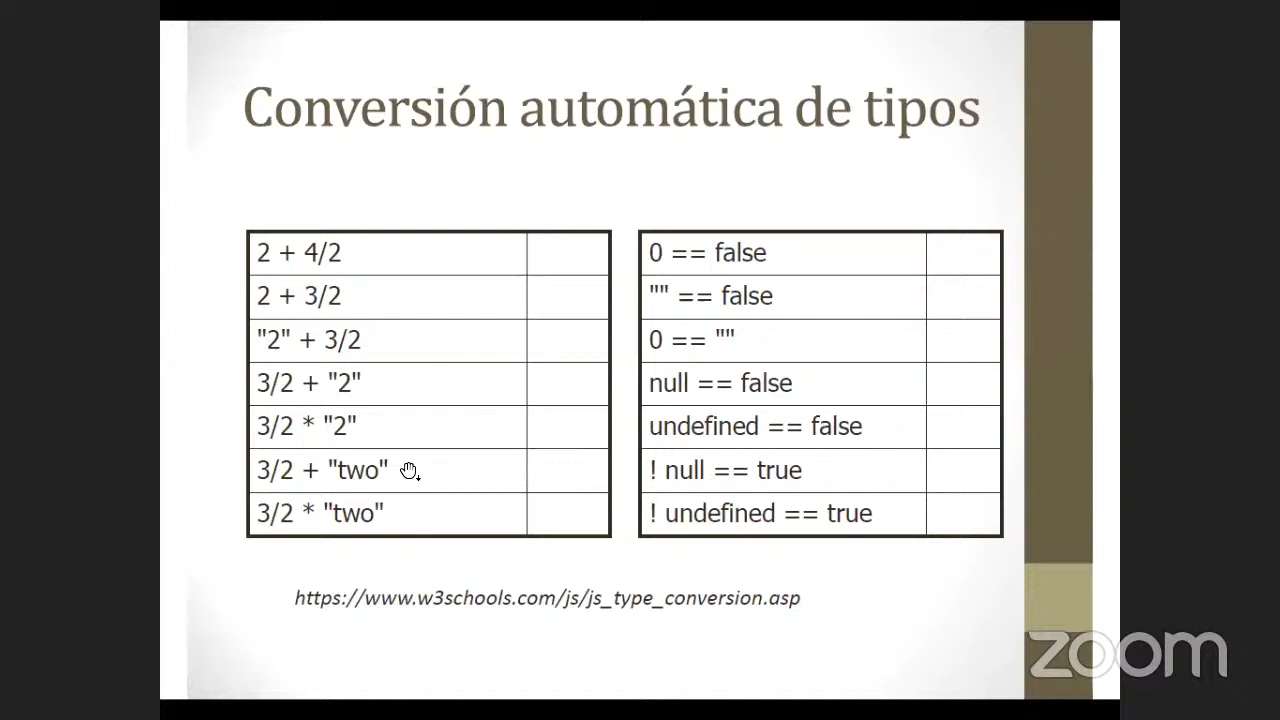 Conversión automática de tipos
2 + 4/2
2 + 3/2
"2" + 3/2
3/2 + "2"
3/2 * "2"
3/2 + "two"
3/2 * "two"
0 == false
"" == false
0 == ""
null == false
undefined == false
! null == true
! undefined == true
https://www.w3schools.com/js/js_type_conversion.asp
zoom